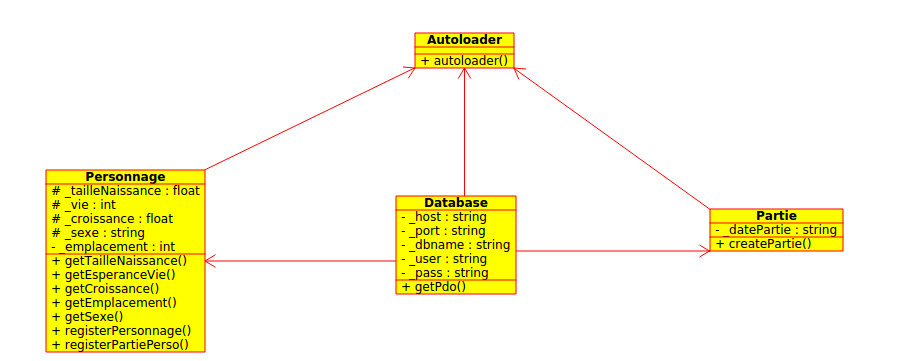 Autoloader
+ autoloader()
Personnage
# _tailleNaissance : float
# _vie : int
# _croissance : float
# _sexe : string
- _emplacement : int
+ getTailleNaissance()
+ getEsperanceVie()
+ getCroissance()
+ getEmplacement()
+ getSexe()
+ registerPersonnage()
+ registerPartiePerso()
Database
- _host : string
- _port : string
- _dbname : string
- _user : string
- _pass : string
+ getPdo()
Partie
- _datePartie : string
+ createPartie()